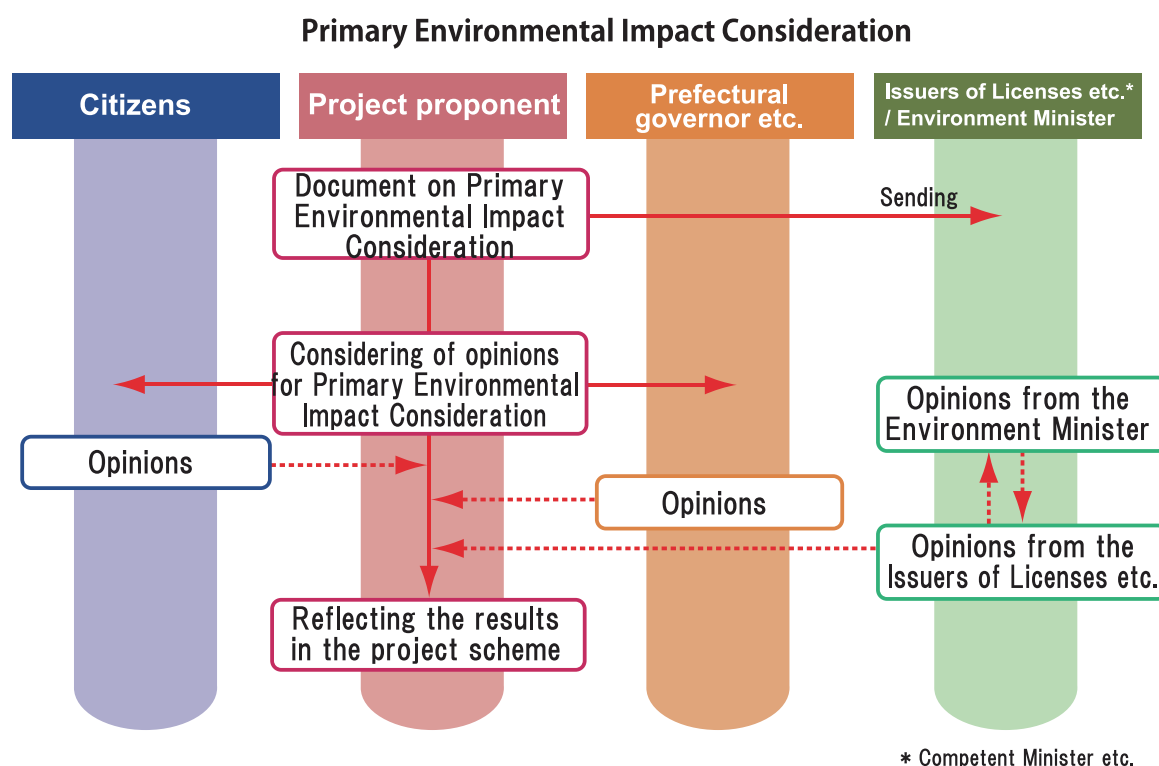 Primary Environmental Impact Consideration
Citizens
Project proponent
Prefectural
governor etc.
Issuers of Licenses etc.*
/ Environment Minister
Document on Primary
Environmental Impact
Consideration
Sending
Considering of opinions
for Primary Environmental
Impact Consideration
Opinions from the
Environment Minister
Opinions
Opinions
Opinions from the
Issuers of Licenses etc.
Reflecting the results
in the project scheme
* Competent Minister etc.